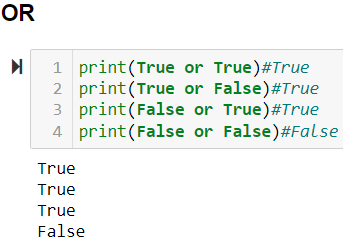 OR
1 print(True or True)#True
2 print(True or False)#True
3 print(False or True)#True
4 print(False or False)#False
True
True
True
False